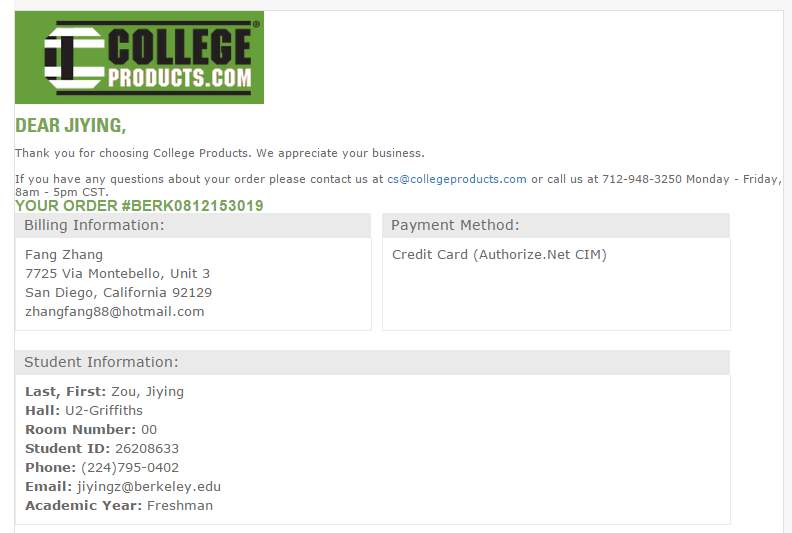 COLLEGE®
PRODUCTS.COM
DEAR JIYING,
Thank you for choosing College Products. We appreciate your business.
If you have any questions about your order please contact us at cs@collegeproducts.com or call us at 712-948-3250 Monday - Friday,
8am - 5pm CST.
YOUR ORDER #BERK0812153019
Billing Information:
Fang Zhang
7725 Via Montebello, Unit 3
San Diego, California 92129
zhangfang88@hotmail.com
Payment Method:
Credit Card (Authorize.Net CIM)
Student Information:
Last, First: Zou, Jiying
Hall: U2-Griffiths
Room Number: 00
Student ID: 26208633
Phone: (224)795-0402
Email: jiyingz@berkeley.edu
Academic Year: Freshman